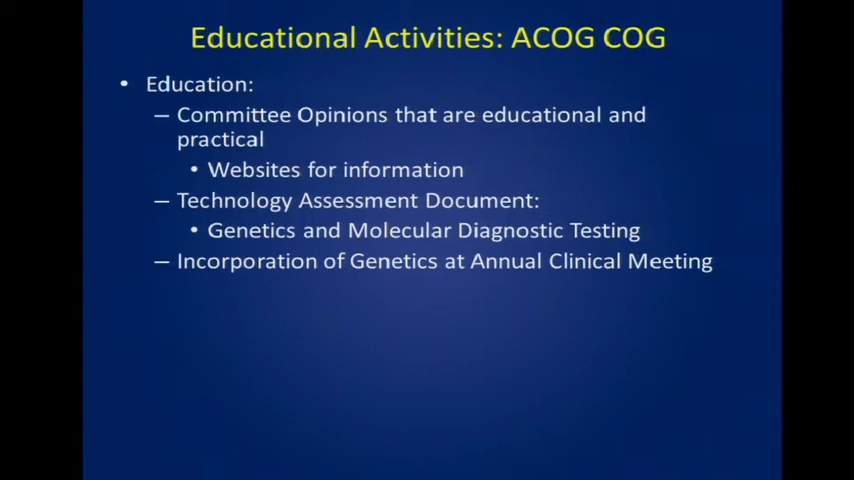 Educational Activities: ACOG COG
• Education:
– Committee Opinions that are educational and
practical
• Websites for information
– Technology Assessment Document:
• Genetics and Molecular Diagnostic Testing
– Incorporation of Genetics at Annual Clinical Meeting